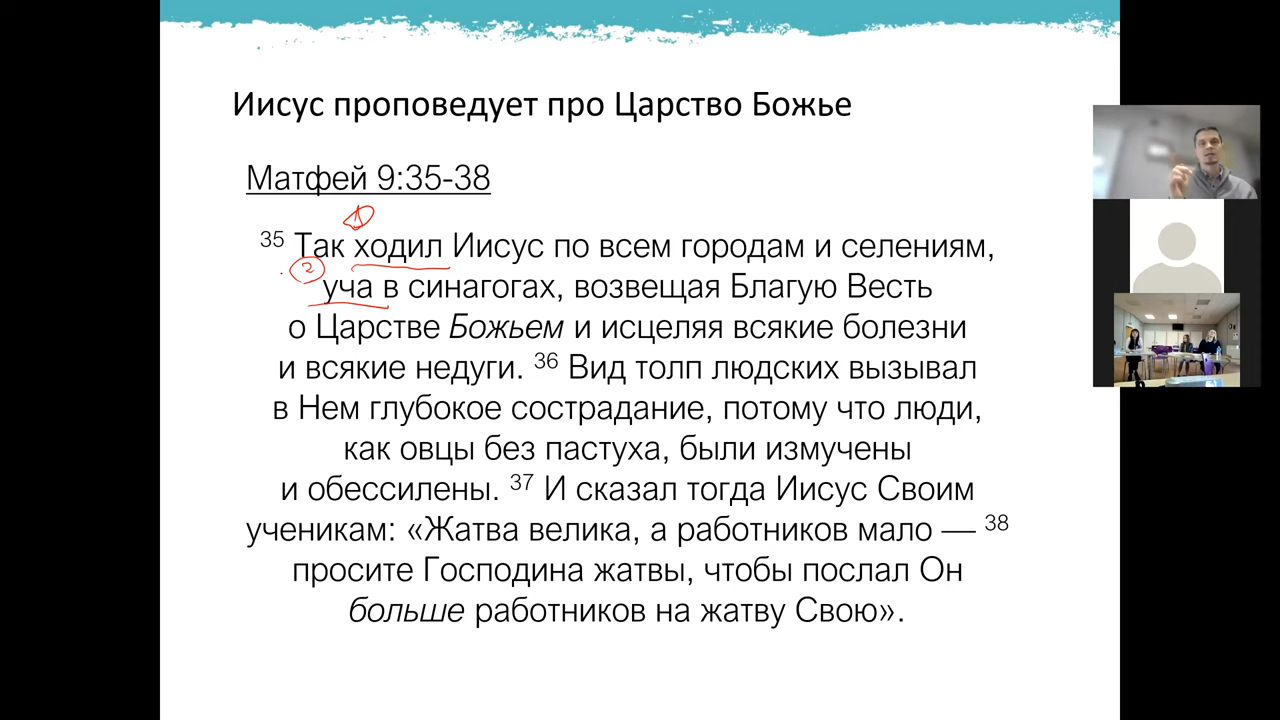 Иисус проповедует про Царство Божье
Матфей 9:35-38
1
35 Так ходил Иисус по всем городам и селениям,
2
уча в синагогах, возвещая Благую Весть
о Царстве Божьем и исцеляя всякие болезни
и всякие недуги. 36 Вид толп людских вызывал
в Нем глубокое сострадание, потому что люди,
как овцы без пастуха, были измучены
и обессилены. 37 И сказал тогда Иисус Своим
ученикам: «Жатва велика, а работников мало — 38
просите Господина жатвы, чтобы послал Он
больше работников на жатву Свою».